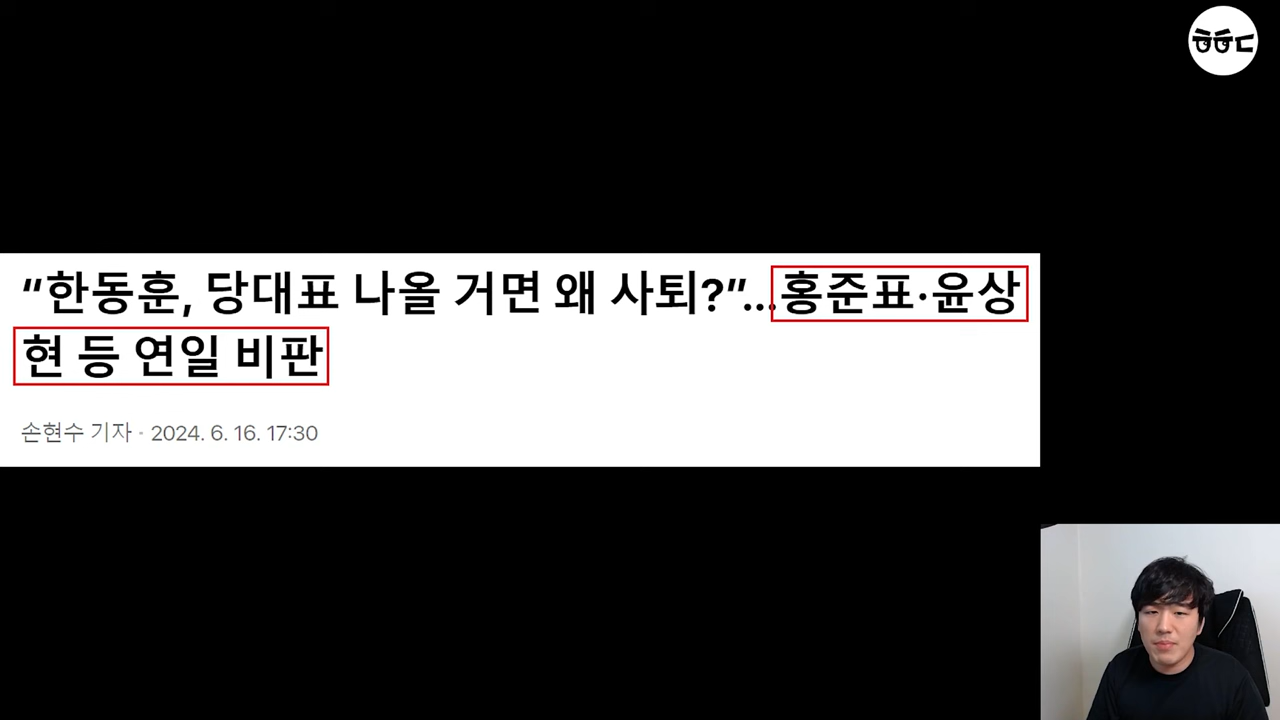 ㅎㅎㄷ
“한동훈, 당대표 나올 거면 왜 사퇴?”...홍준표·윤상
현 등 연일 비판
손현수 기자 · 2024. 6. 16. 17:30